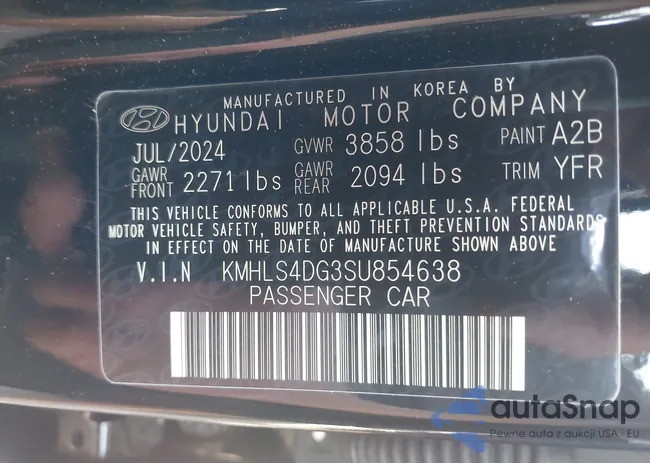 MANUFACTURED IN KOREA BY
HYUNDAI MOTOR COMPANY
JUL/2024 GVWR 3858 lbs PAINT A2B
GAWR FRONT 2271 lbs GAWR REAR 2094 lbs TRIM YFR
THIS VEHICLE CONFORMS TO ALL APPLICABLE U.S.A. FEDERAL
MOTOR VEHICLE SAFETY, BUMPER, AND THEFT PREVENTION STANDARDS
IN EFFECT ON THE DATE OF MANUFACTURE SHOWN ABOVE
V.I.N KMHLS4DG3SU854638
PASSENGER CAR
autaSnap
Pewne auta z aukcji USA i EU